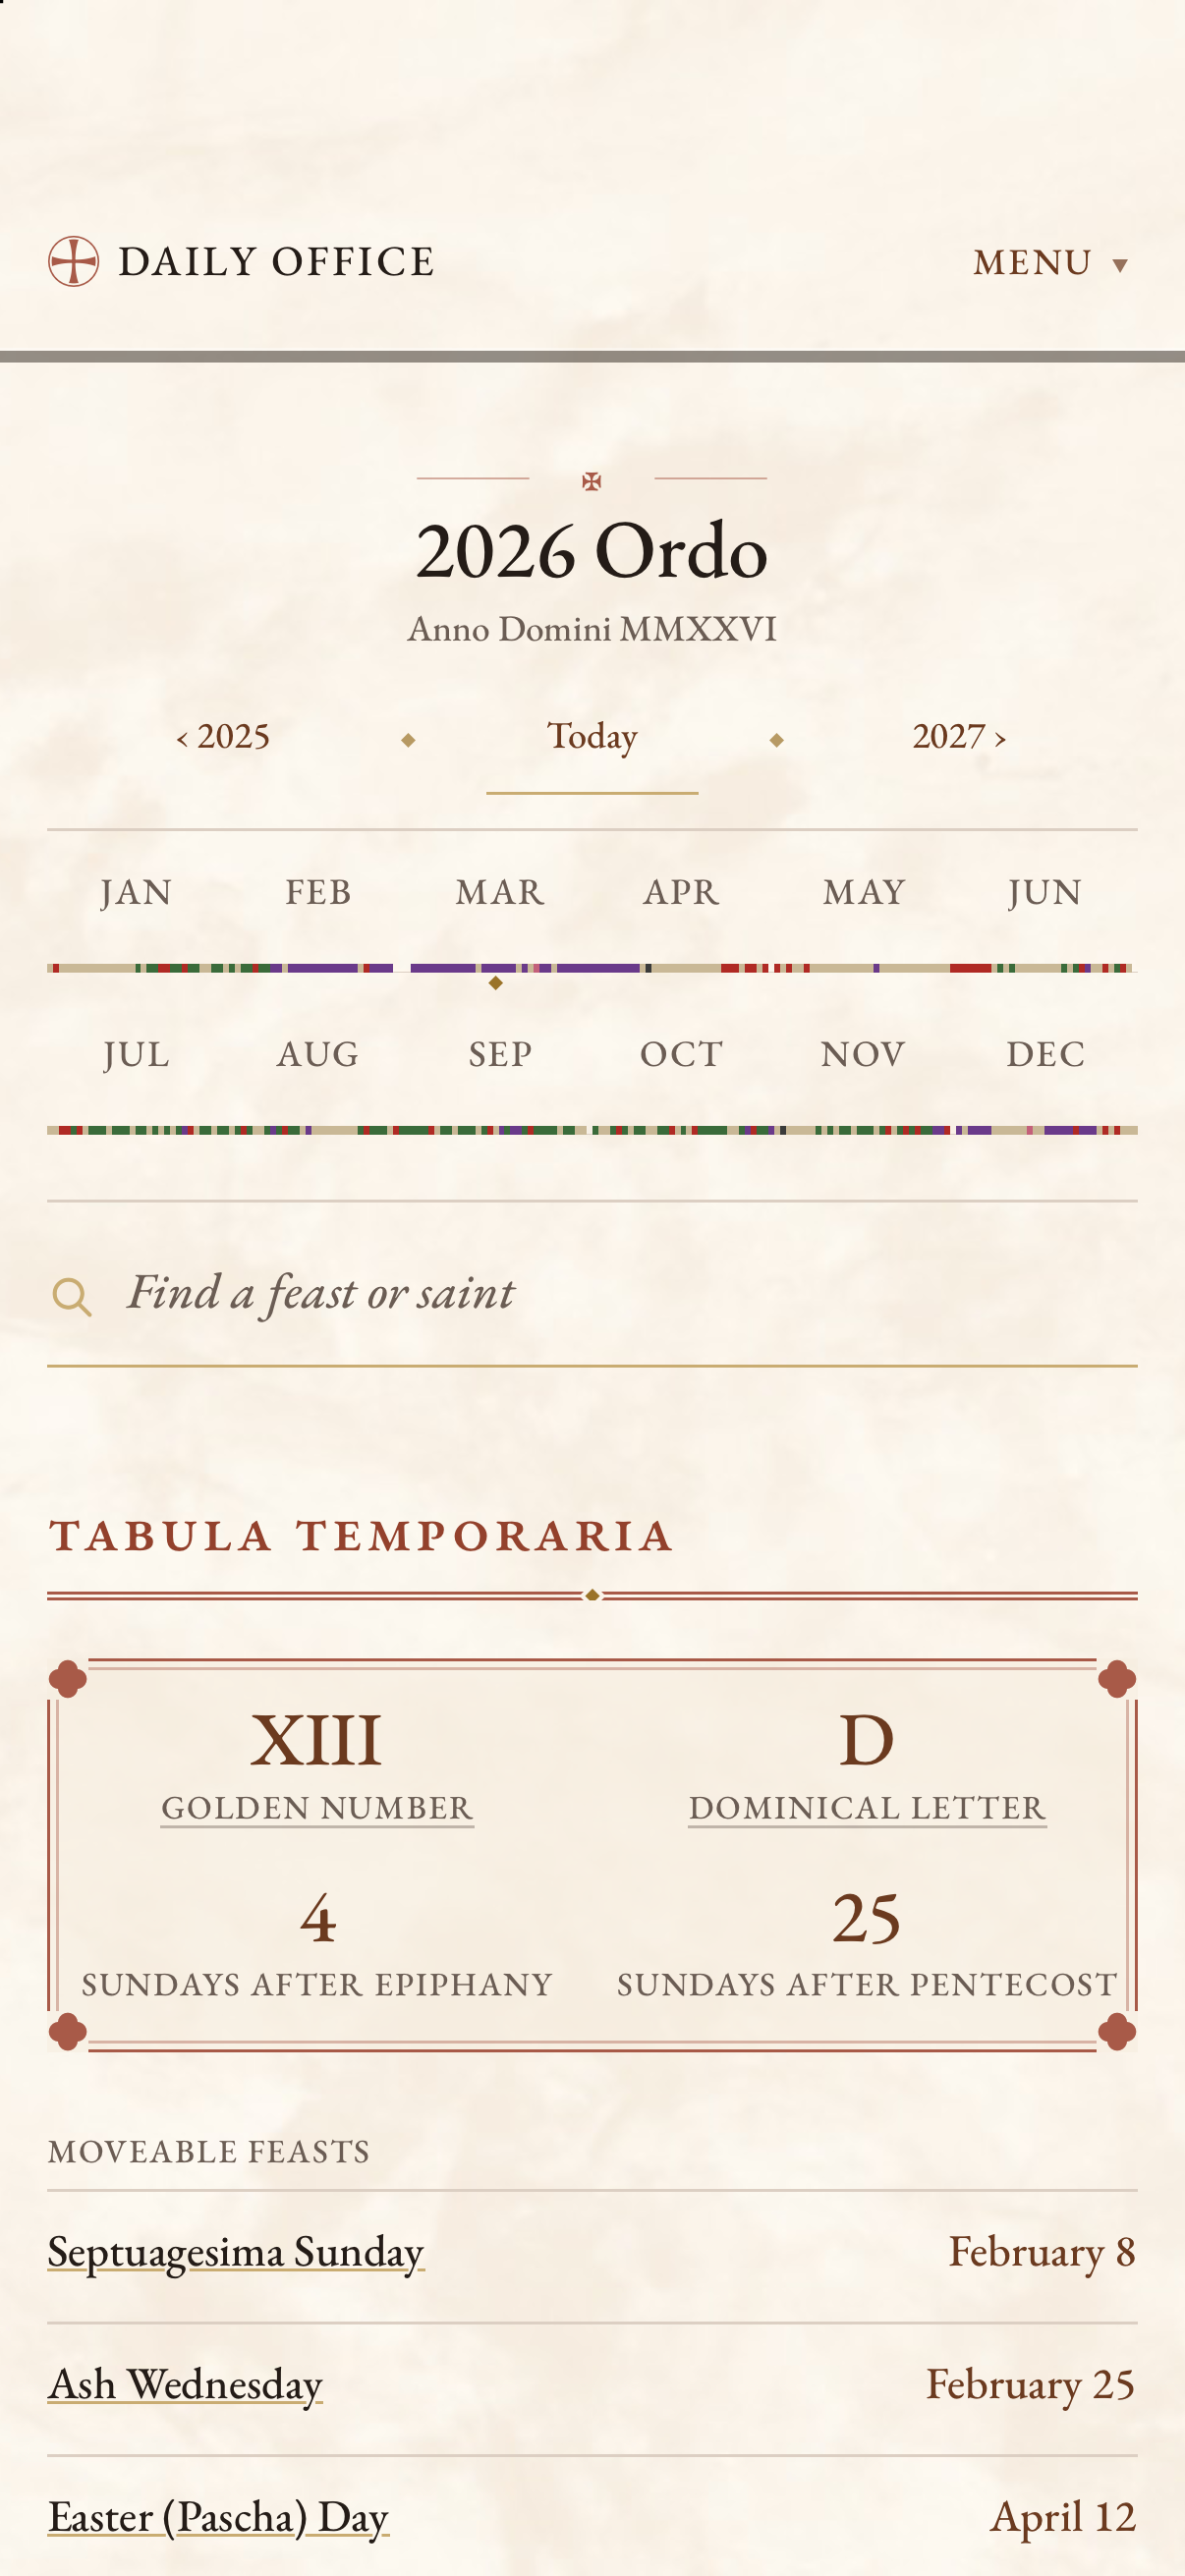 DAILY OFFICE MENU ▼
✠
2026 Ordo
Anno Domini MMXXVI
‹ 2025 ◆ Today ◆ 2027 ›
JAN FEB MAR APR MAY JUN
JUL AUG SEP OCT NOV DEC
Find a feast or saint
TABULA TEMPORARIA
XIII D
GOLDEN NUMBER DOMINICAL LETTER
4 25
SUNDAYS AFTER EPIPHANY SUNDAYS AFTER PENTECOST
MOVEABLE FEASTS
Septuagesima Sunday February 8
Ash Wednesday February 25
Easter (Pascha) Day April 12